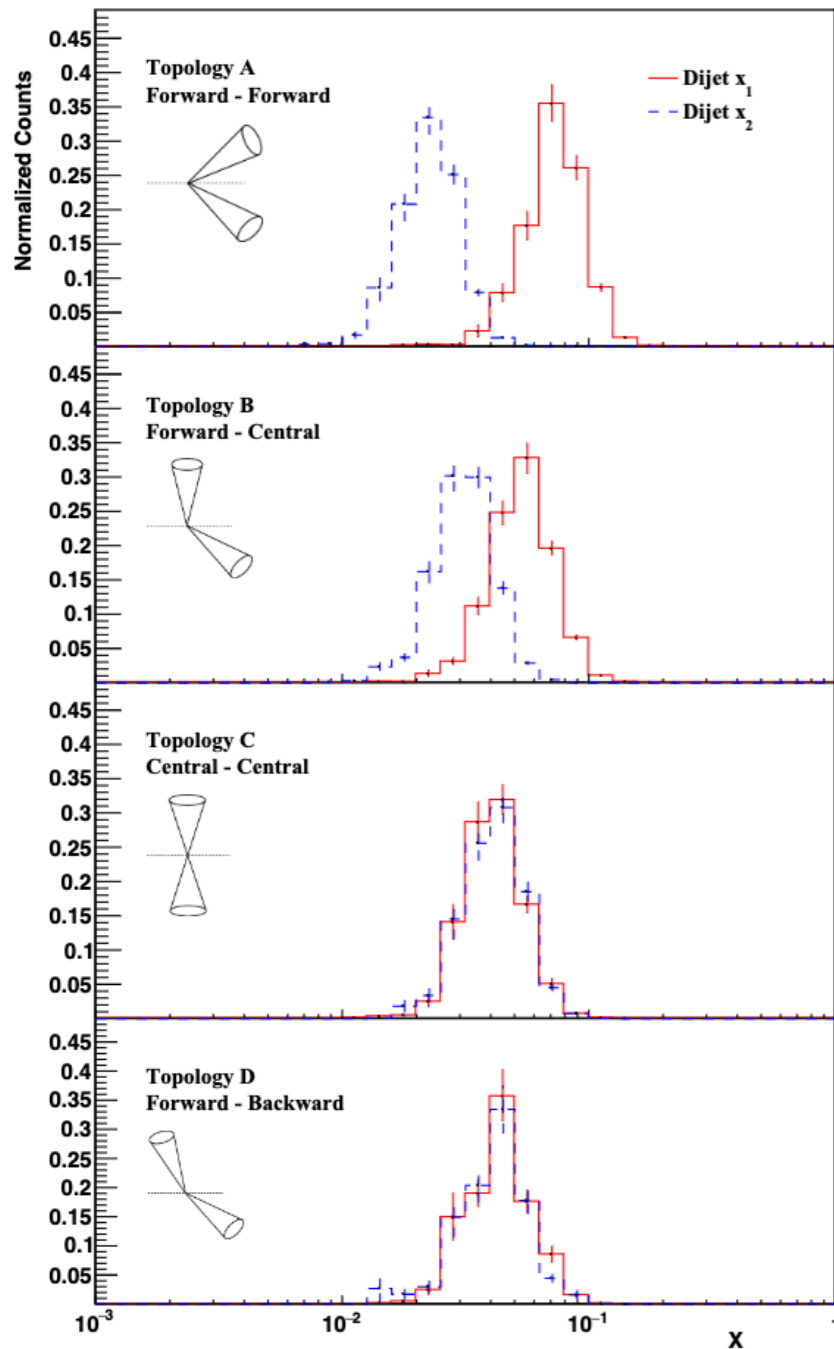 Normalized Counts
0.45
0.4
0.35
0.3
0.25
0.2
0.15
0.1
0.05
Topology A
Forward - Forward
Dijet x₁
Dijet x₂
0.45
0.4
0.35
0.3
0.25
0.2
0.15
0.1
0.05
Topology B
Forward - Central
0.45
0.4
0.35
0.3
0.25
0.2
0.15
0.1
0.05
Topology C
Central - Central
0.45
0.4
0.35
0.3
0.25
0.2
0.15
0.1
0.05
Topology D
Forward - Backward
10⁻³ 10⁻² 10⁻¹
X